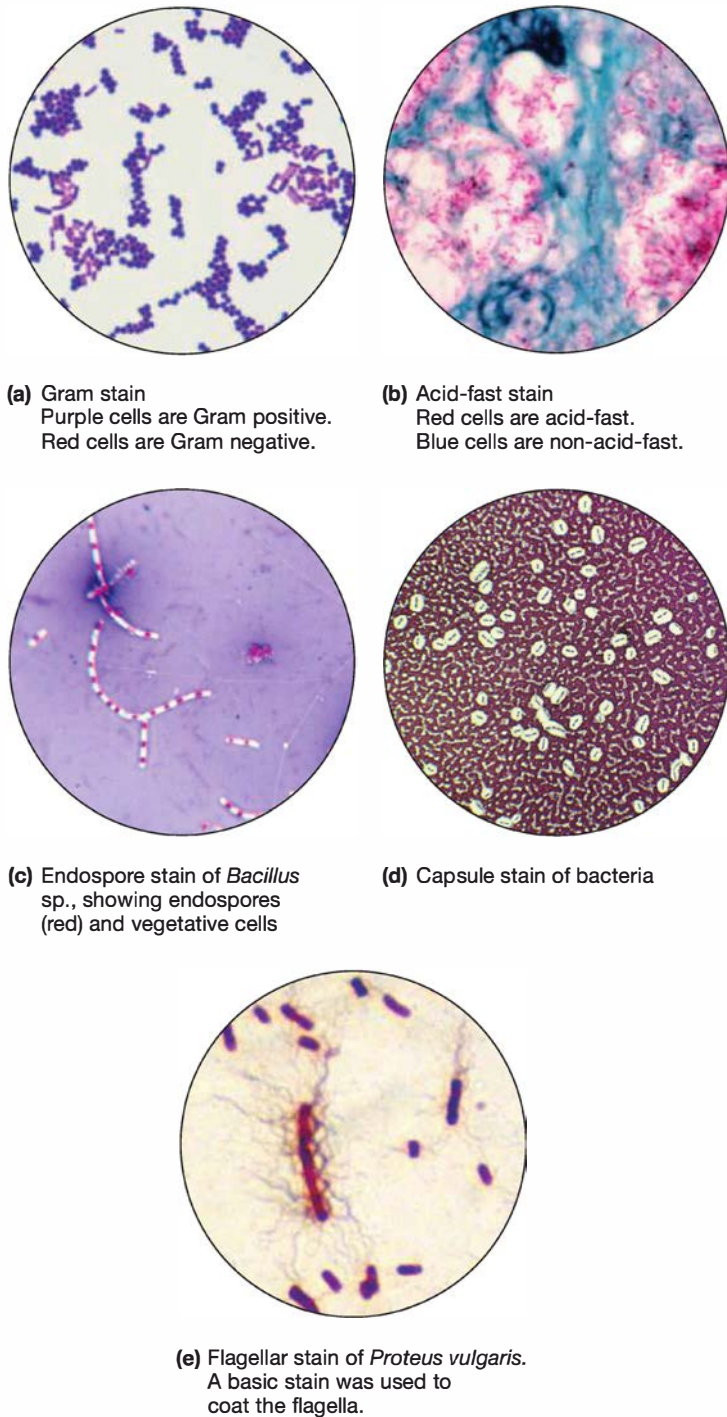 (a) Gram stain
Purple cells are Gram positive.
Red cells are Gram negative.
(b) Acid-fast stain
Red cells are acid-fast.
Blue cells are non-acid-fast.
(c) Endospore stain of Bacillus
sp., showing endospores
(red) and vegetative cells
(d) Capsule stain of bacteria
(e) Flagellar stain of Proteus vulgaris.
A basic stain was used to
coat the flagella.